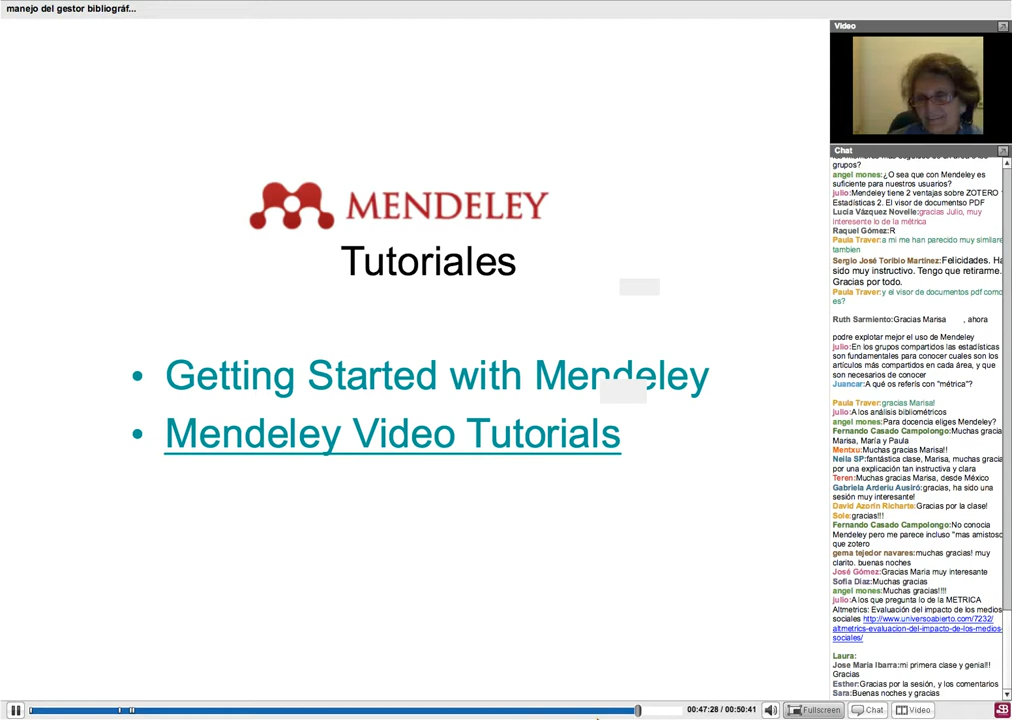 manejo del gestor bibliográf...
MENDELEY
Tutoriales
• Getting Started with Mendeley
• Mendeley Video Tutorials
Video
Chat
grupos?
angel mones:¿O sea que con Mendeley es
suficiente para nuestros usuarios?
julio:Mendeley tiene 2 ventajas sobre ZOTERO
Estadísticas 2. El visor de documentso PDF
Lucía Vázquez Novelle:gracias Julio, muy
interesente lo de la métrica
Raquel Gómez:R
Paula Traver:a mi me han parecido muy similare
tambien
Sergio José Toribio Martínez:Felicidades. Ha
sido muy instructivo. Tengo que retirarme.
Gracias por todo.
Paula Traver:y el visor de documentos pdf como
es?
Ruth Sarmiento:Gracias Marisa , ahora
podre explotar mejor el uso de Mendeley
julio:En los grupos compartidos las estadísticas
son fundamentales para conocer cuales son los
artículos más compartidos en cada área, y que
son necesarios de conocer
Juancar:A qué os referís con "métrica"?
Paula Traver:gracias Marisa!
julio:A los análisis bibliométricos
angel mones:Para docencia eliges Mendeley?
Fernando Casado Campolongo:Muchas gracia
Marisa, María y Paula
Mentxu:Muchas gracias Marisa!!
Neila SP:fantástica clase, Marisa, muchas gracia
por una explicación tan instructiva y clara
Teren:Muchas gracias Marisa, desde México
Gabriela Arderiu Ausiró:gracias, ha sido una
sesión muy interesante!
David Azorín Richarte:Gracias por la clase!
Sole:gracias!!!
Fernando Casado Campolongo:No conocia
Mendeley pero me parece incluso "mas amistoso
que zotero
gema tejedor navares:muchas gracias! muy
clarito. buenas noches
José Gómez:Gracias Maria muy interesante
Sofia Díaz:Muchas gracias
angel mones:Muchas gracias!!!!
julio:A los que pregunta lo de la METRICA
Altmetrics: Evaluación del impacto de los medios
sociales http://www.universoabierto.com/7232/
altmetrics-evaluacion-del-impacto-de-los-medios-
sociales/
Laura:
Jose Maria Ibarra:mi primera clase y genial!!
Gracias
Esther:Gracias por la sesión, y los comentarios
Sara:Buenas noches y gracias
00:47:28 / 00:50:41
Fullscreen
Chat
Video
SB